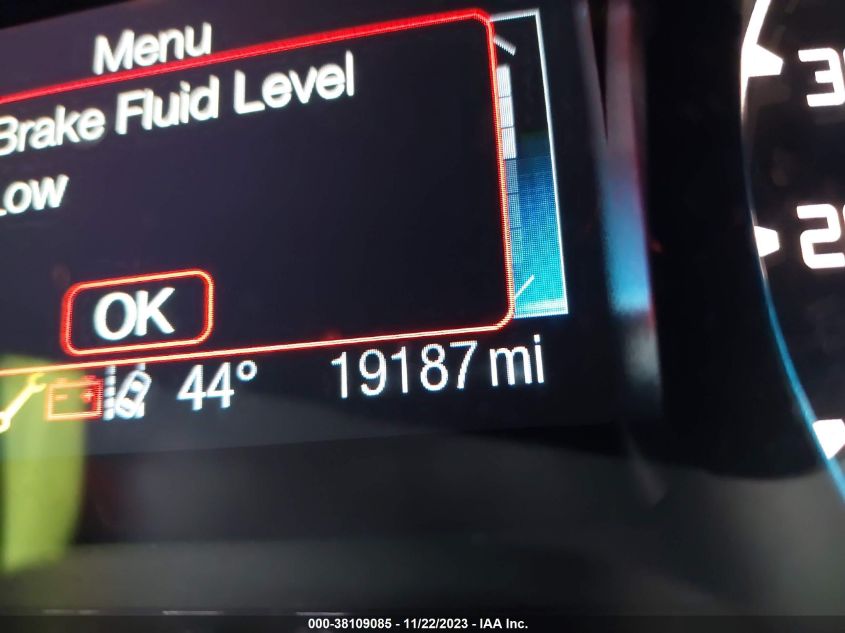 Menu
Brake Fluid Level
Low
OK
44° 19187 mi
000-38109085 - 11/22/2023 - IAA Inc.